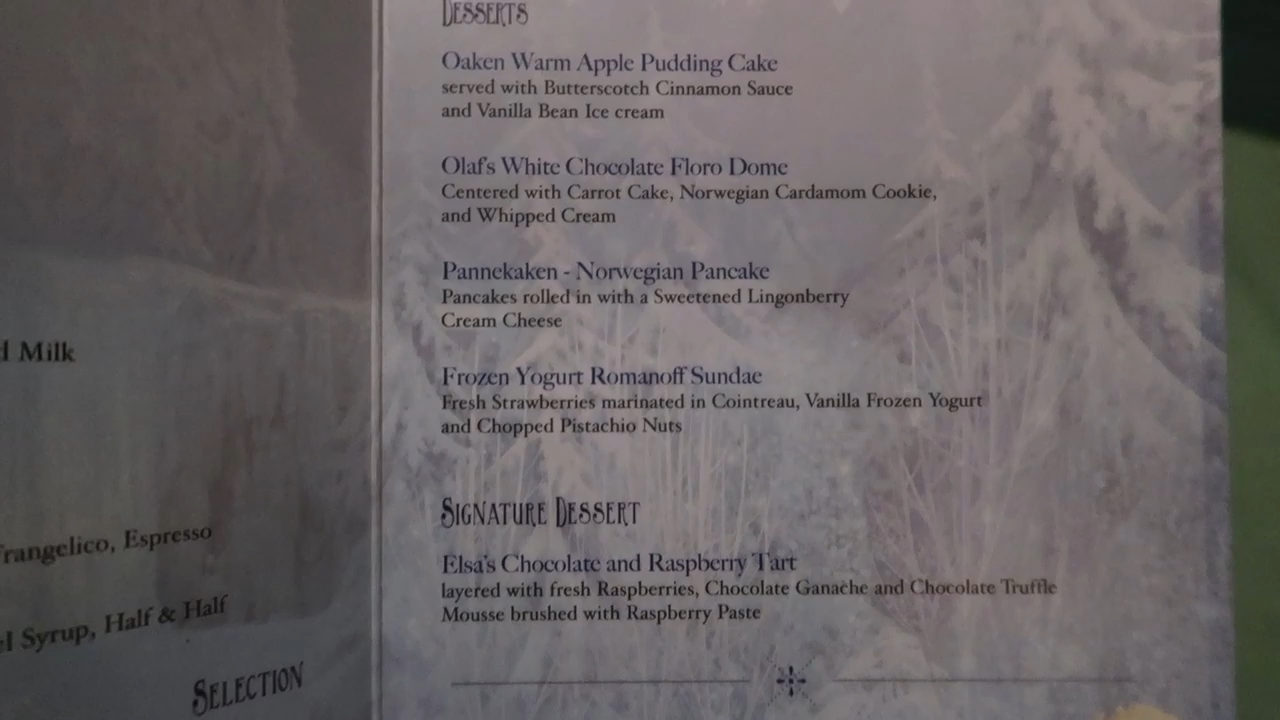 Milk
Frangelico, Espresso
Syrup, Half & Half
SELECTION
DESSERTS
Oaken Warm Apple Pudding Cake
served with Butterscotch Cinnamon Sauce
and Vanilla Bean Ice cream
Olaf's White Chocolate Floro Dome
Centered with Carrot Cake, Norwegian Cardamom Cookie,
and Whipped Cream
Pannekaken - Norwegian Pancake
Pancakes rolled in with a Sweetened Lingonberry
Cream Cheese
Frozen Yogurt Romanoff Sundae
Fresh Strawberries marinated in Cointreau, Vanilla Frozen Yogurt
and Chopped Pistachio Nuts
SIGNATURE DESSERT
Elsa's Chocolate and Raspberry Tart
layered with fresh Raspberries, Chocolate Ganache and Chocolate Truffle
Mousse brushed with Raspberry Paste